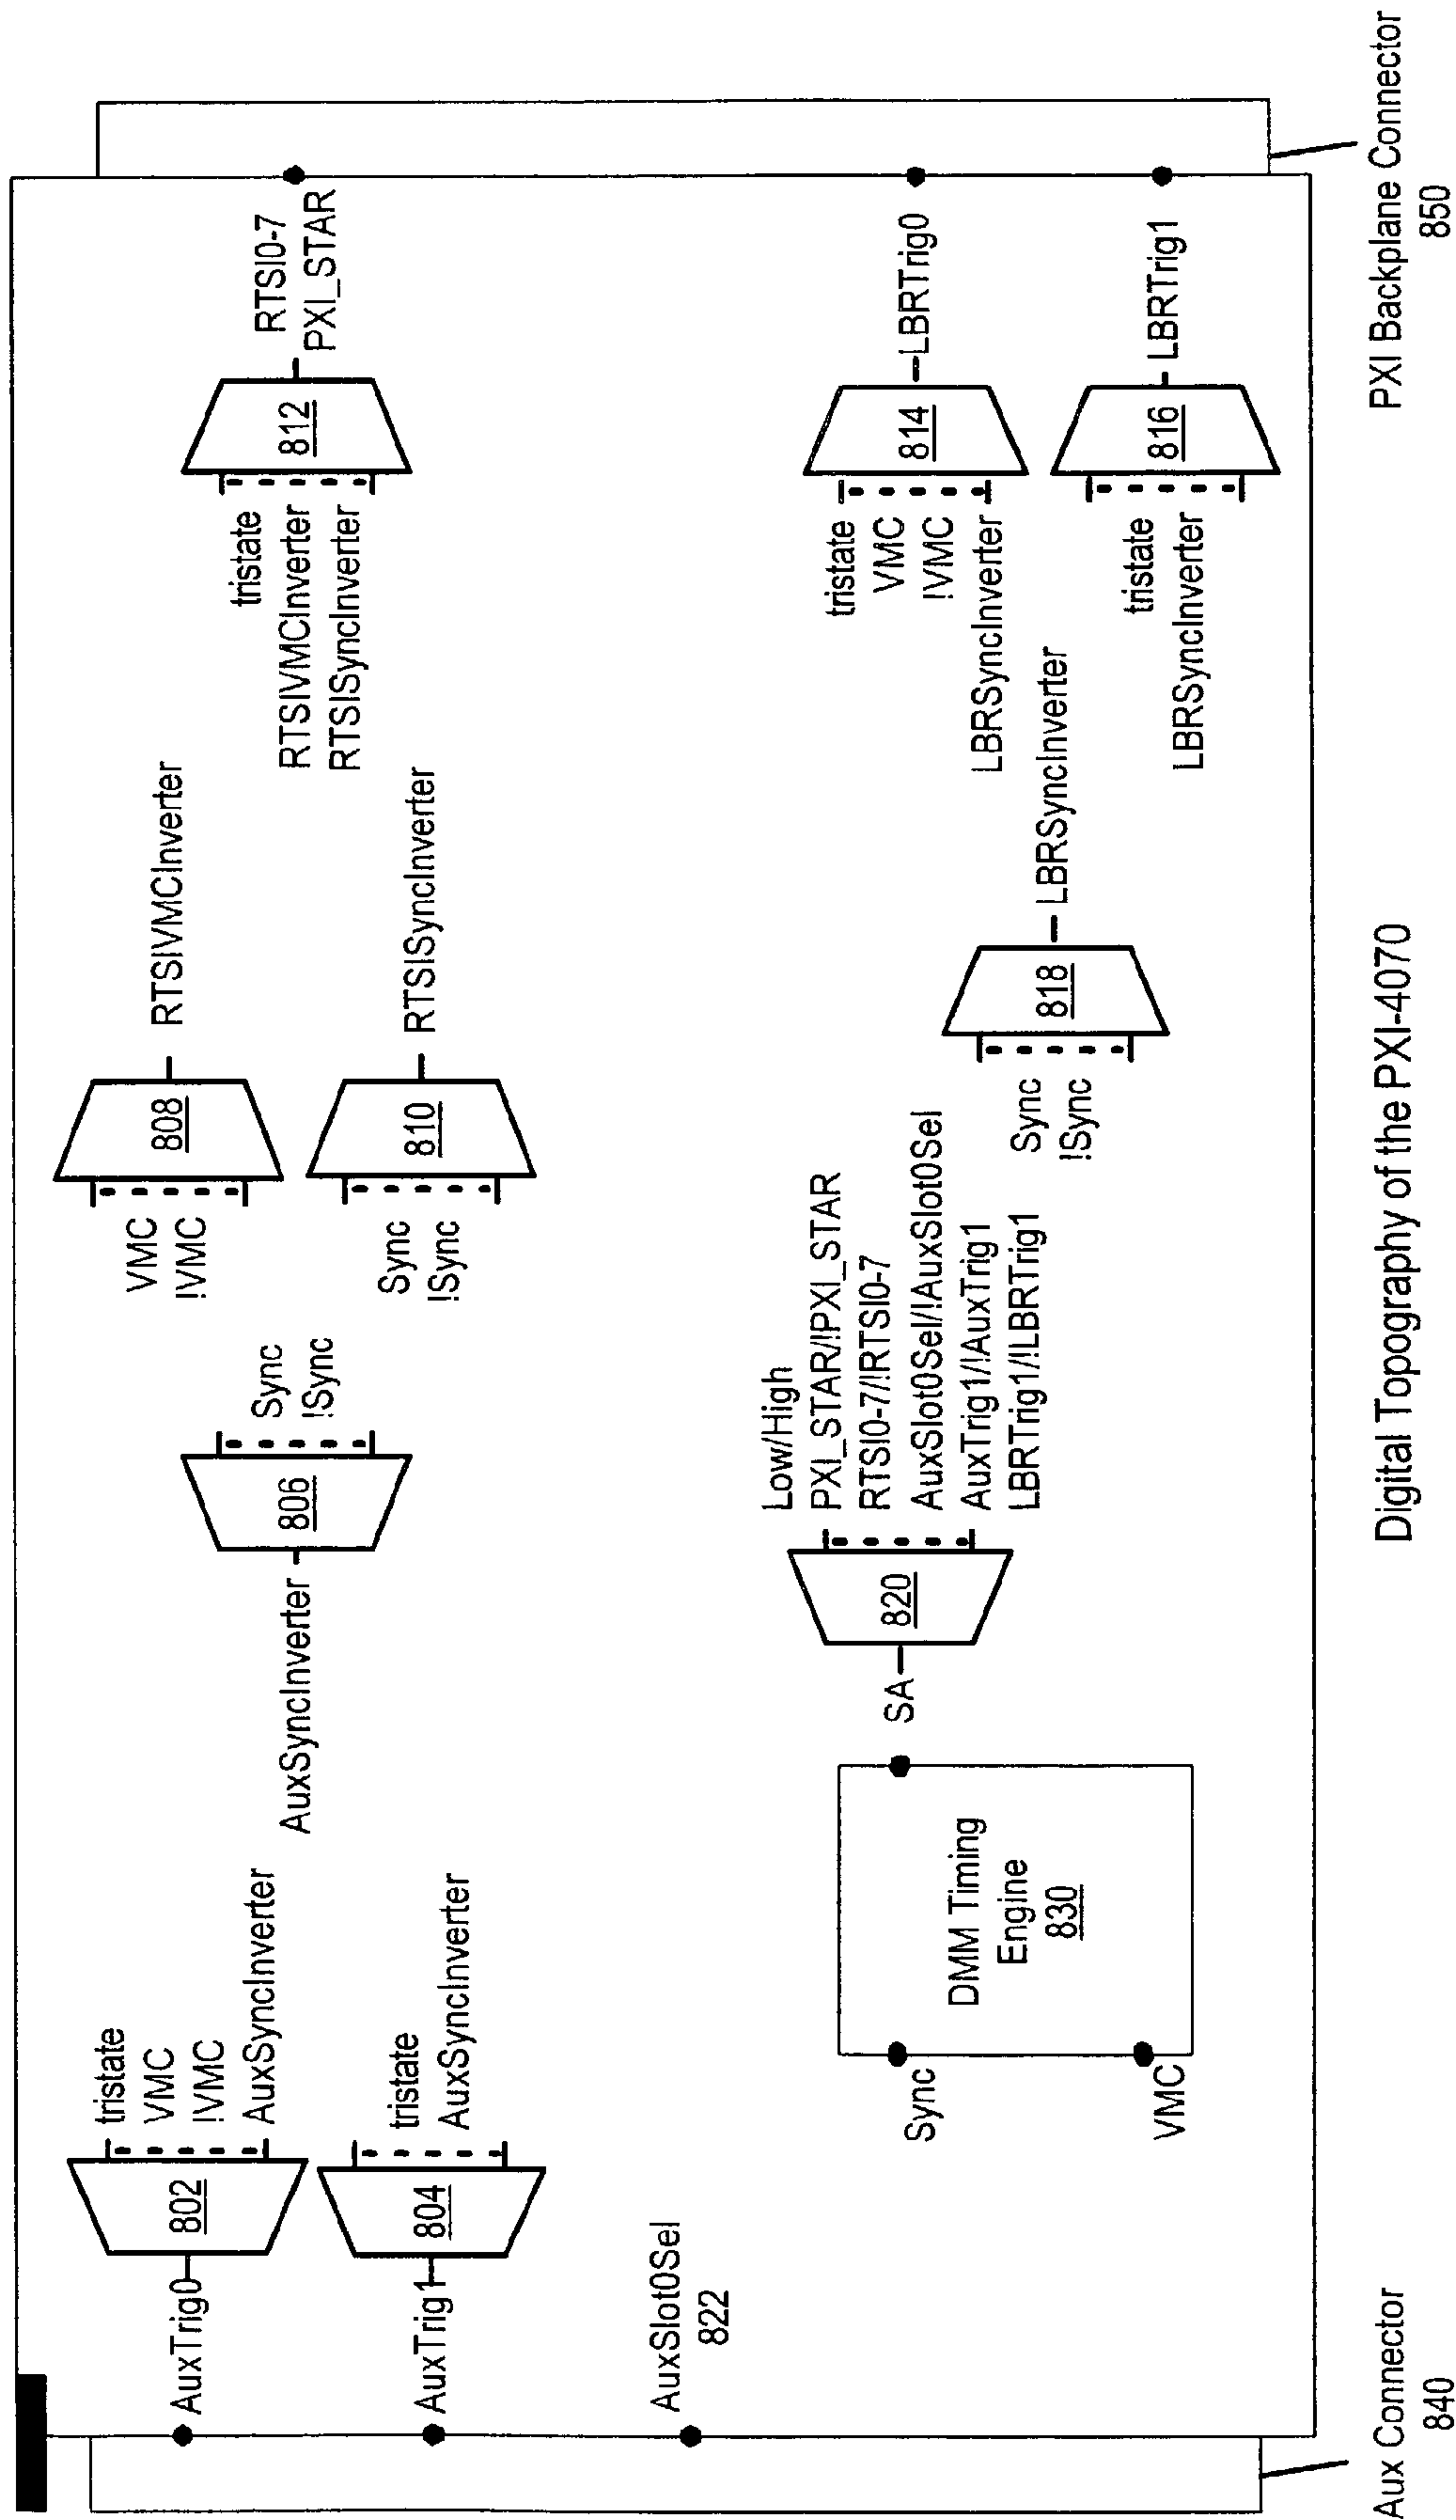 tristate
VMC
!VMC
AuxSyncInverter
802
AuxTrig0
tristate
AuxSyncInverter
804
AuxTrig1
AuxSlot0Sel
822
Sync
!Sync
806
AuxSyncInverter
VMC
!VMC
808
RTSIVMCInverter
Sync
!Sync
810
RTSISyncInverter
tristate
RTSIVMCInverter
RTSISyncInverter
812
RTSI0-7
PXI_STAR
DMM Timing
Engine
830
Sync
VMC
SA
820
Low/High
PXI_STAR/!PXI_STAR
RTSI0-7/!RTSI0-7
AuxSlot0Sel/!AuxSlot0Sel
AuxTrig1/!AuxTrig1
LBRTrig1/!LBRTrig1
Sync
!Sync
818
LBRSyncInverter
tristate
VMC
!VMC
LBRSyncInverter
814
LBRTrig0
tristate
LBRSyncInverter
816
LBRTrig1
Aux Connector
840
Digital Topography of the PXI-4070
PXI Backplane Connector
850